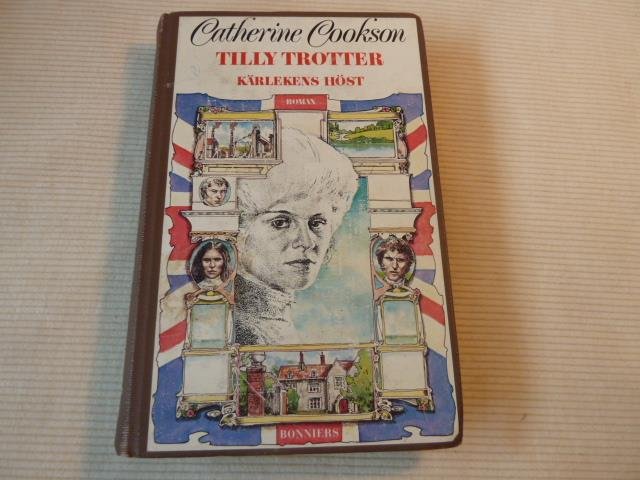 Catherine Cookson
TILLY TROTTER
KÄRLEKENS HÖST
ROMAN
BONNIERS